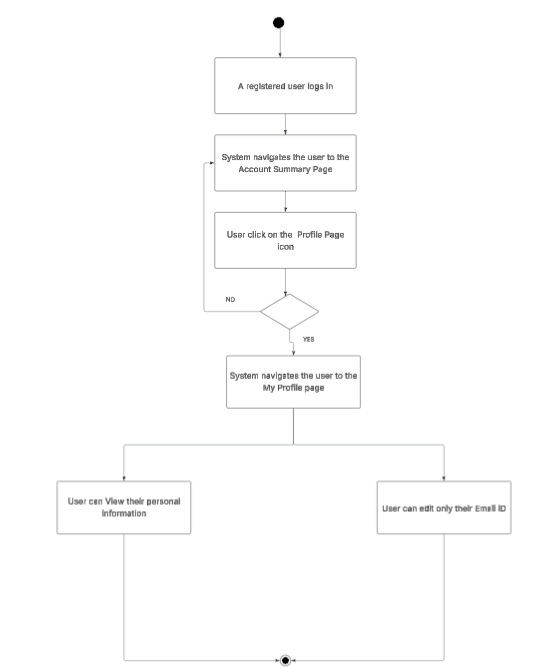 A registered user logs in
System navigates the user to the
Account Summary Page
User click on the Profile Page
icon
NO
YES
System navigates the user to the
My Profile page
User can View their personal
information
User can edit only their Email ID